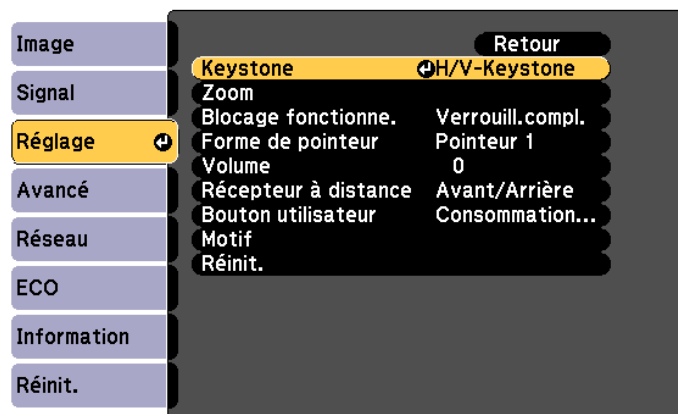 Image
Signal
Réglage
Avancé
Réseau
ECO
Information
Réinit.
Retour
Keystone H/V-Keystone
Zoom
Blocage fonctionne. Verrouill.compl.
Forme de pointeur Pointeur 1
Volume 0
Récepteur à distance Avant/Arrière
Bouton utilisateur Consommation...
Motif
Réinit.